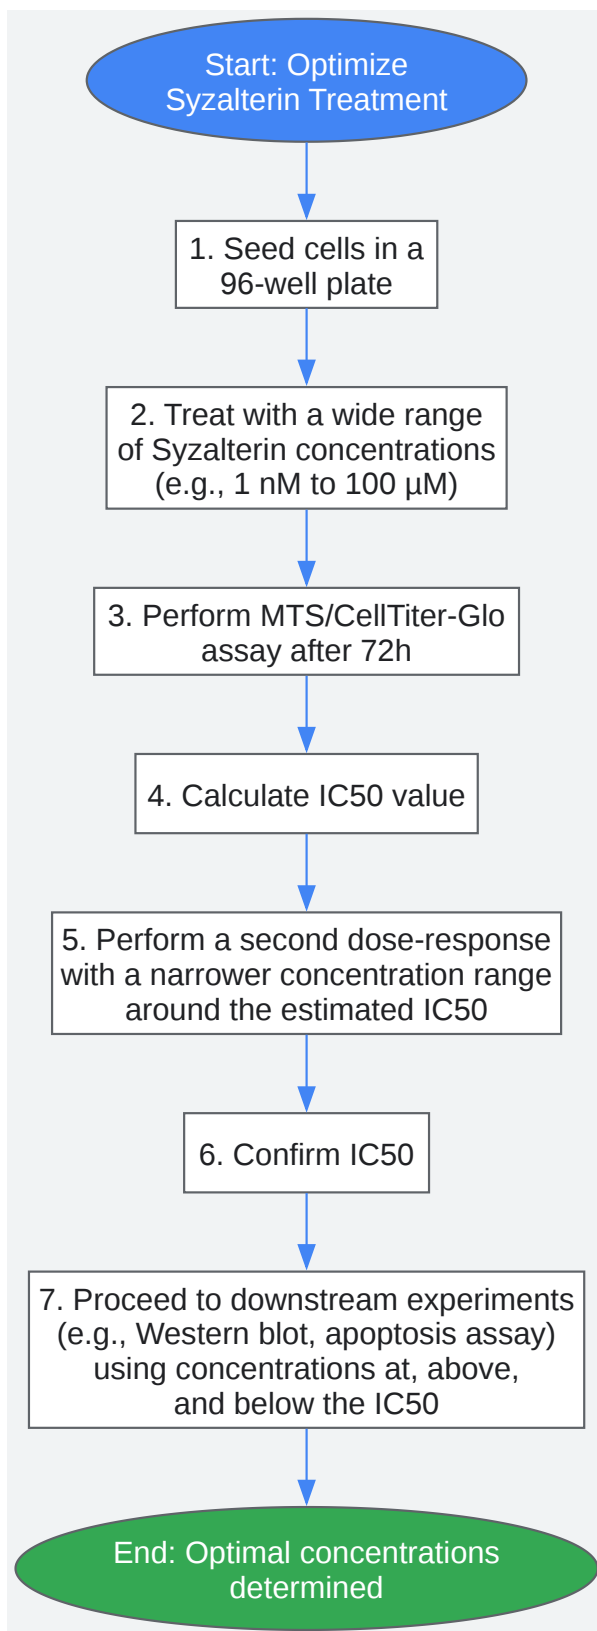 Start: Optimize
Syzalterin Treatment
1. Seed cells in a
96-well plate
2. Treat with a wide range
of Syzalterin concentrations
(e.g., 1 nM to 100 µM)
3. Perform MTS/CellTiter-Glo
assay after 72h
4. Calculate IC50 value
5. Perform a second dose-response
with a narrower concentration range
around the estimated IC50
6. Confirm IC50
7. Proceed to downstream experiments
(e.g., Western blot, apoptosis assay)
using concentrations at, above,
and below the IC50
End: Optimal concentrations
determined